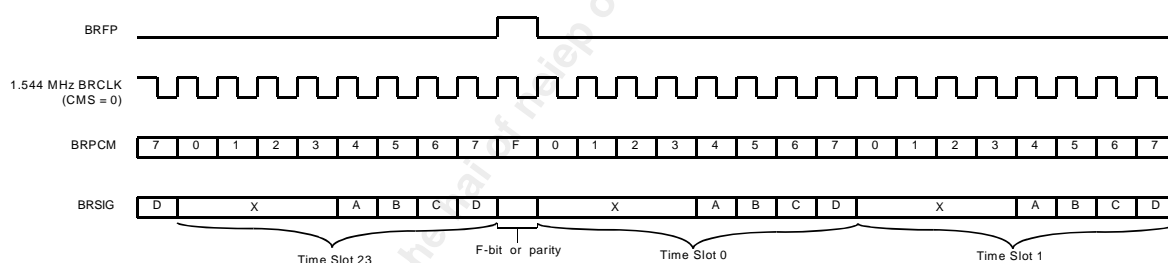 BRFP
1.544 MHz BRCLK
(CMS = 0)
BRPCM 7 0 1 2 3 4 5 6 7 F 0 1 2 3 4 5 6 7 0 1 2 3 4 5 6 7
BRSIG D X A B C D X A B C D X A B C D
Time Slot 23 F-bit or parity Time Slot 0 Time Slot 1